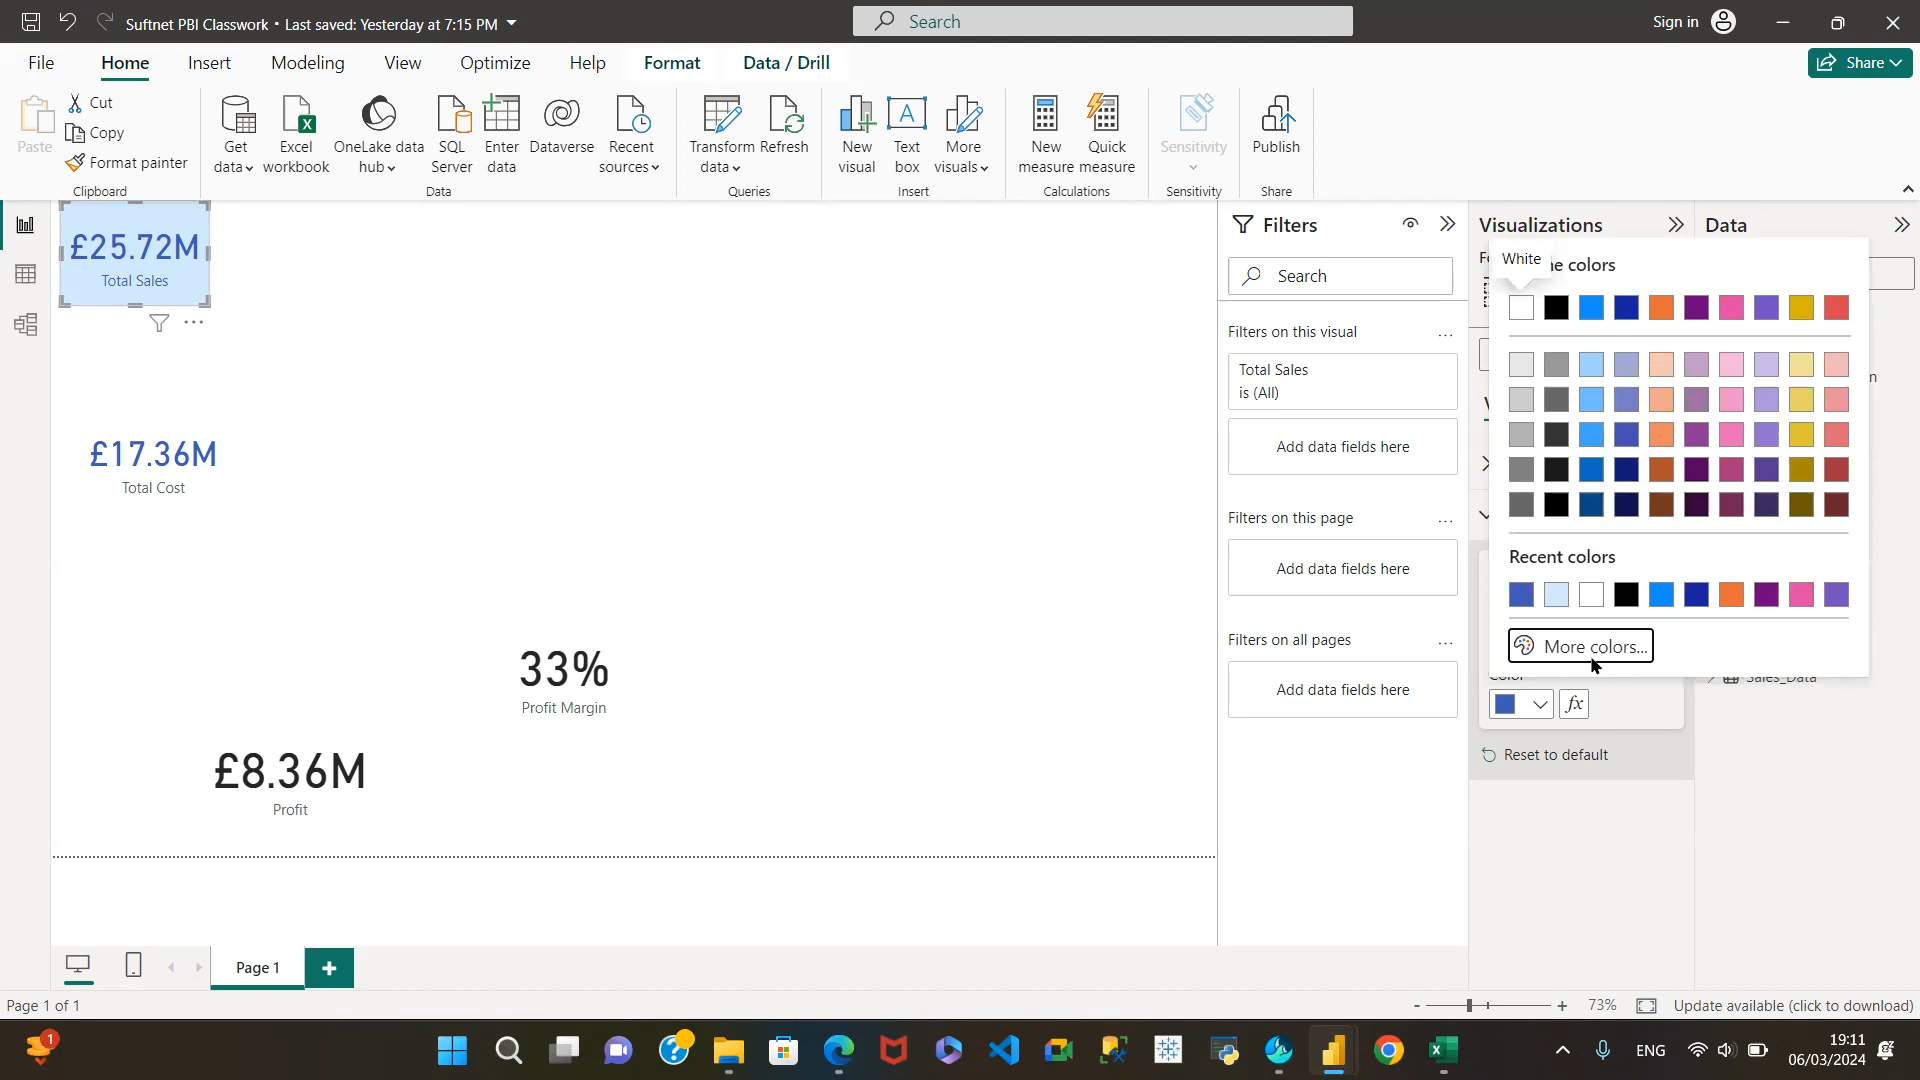 Suftnet PBI Classwork • Last saved: Yesterday at 7:15 PM
Search
Sign in
File Home Insert Modeling View Optimize Help Format Data / Drill
Share
Paste
Cut
Copy
Format painter
Clipboard
Get data
Excel workbook
OneLake data hub
SQL Server
Enter data
Dataverse
Recent sources
Data
Transform data
Refresh
Queries
New visual
Text box
More visuals
Insert
New measure
Quick measure
Calculations
Sensitivity
Sensitivity
Publish
Share
£25.72M
Total Sales
£17.36M
Total Cost
33%
Profit Margin
£8.36M
Profit
Filters
Search
Filters on this visual ...
Total Sales
is (All)
Add data fields here
Filters on this page ...
Add data fields here
Filters on all pages ...
Add data fields here
Visualizations
White
colors
Recent colors
More colors...
fx
Reset to default
Data
Sales_Data
Page 1
Page 1 of 1
- + 73%
Update available (click to download)
1
ENG
19:11
06/03/2024